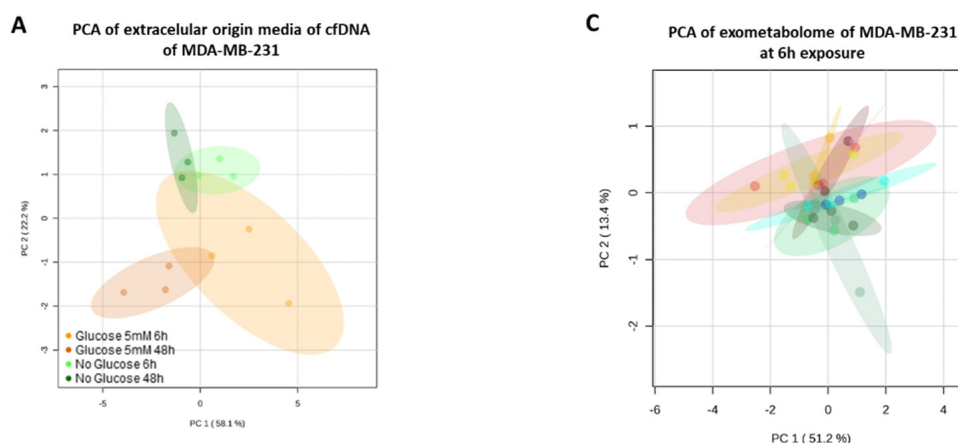 A
PCA of extracelular origin media of cfDNA
of MDA-MB-231
3
2
1
0
-1
-2
-3
PC 2 ( 22.2 %)
Glucose 5mM 6h
Glucose 5mM 48h
No Glucose 6h
No Glucose 48h
-5
0
5
PC 1 ( 58.1 %)
C
PCA of exometabolome of MDA-MB-231
at 6h exposure
1
0
-1
-2
PC 2 ( 13.4 %)
-6
-4
-2
0
2
4
PC 1 ( 51.2 %)